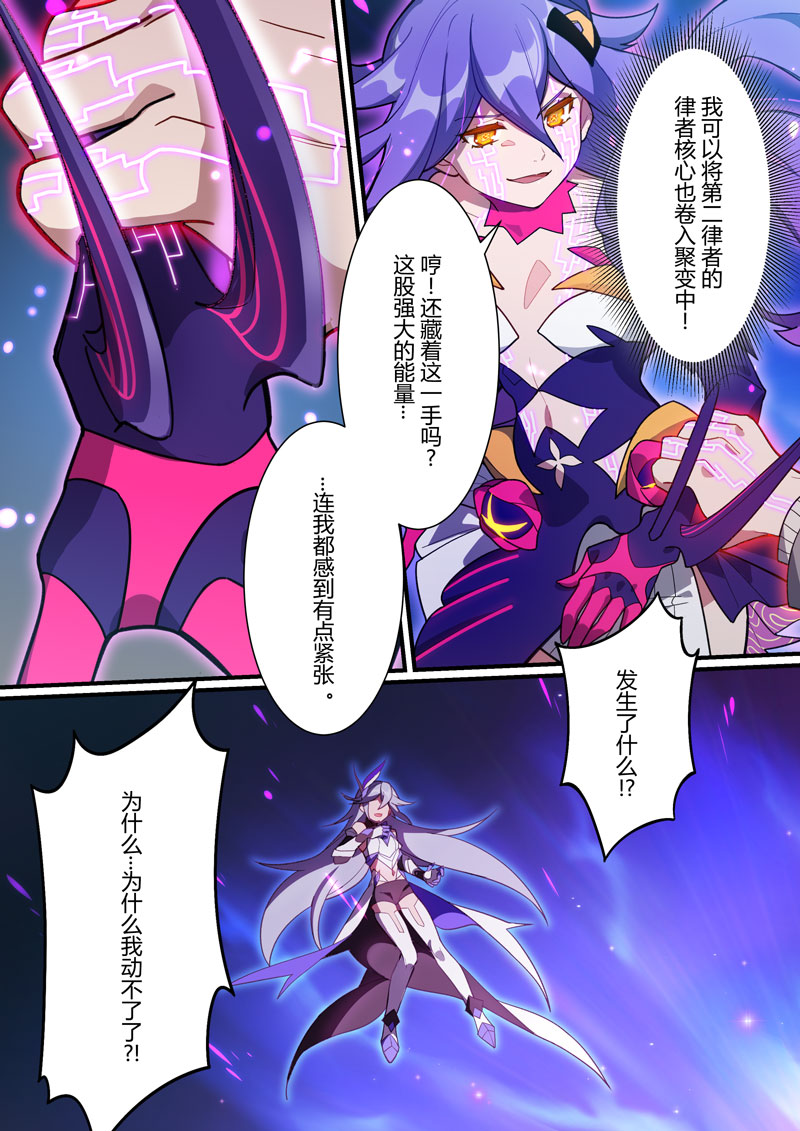 我可以将第二律者的
律者核心也卷入聚变中！
哼！还藏着这一手吗？
这股强大的能量…
…连我都感到有点紧张。
发生了什么！？
为什么…为什么我动不了了？！